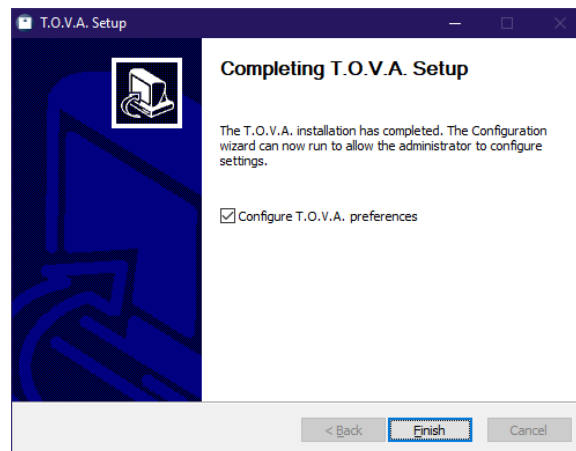 T.O.V.A. Setup
Completing T.O.V.A. Setup
The T.O.V.A. installation has completed. The Configuration
wizard can now run to allow the administrator to configure
settings.
Configure T.O.V.A. preferences
< Back
Finish
Cancel